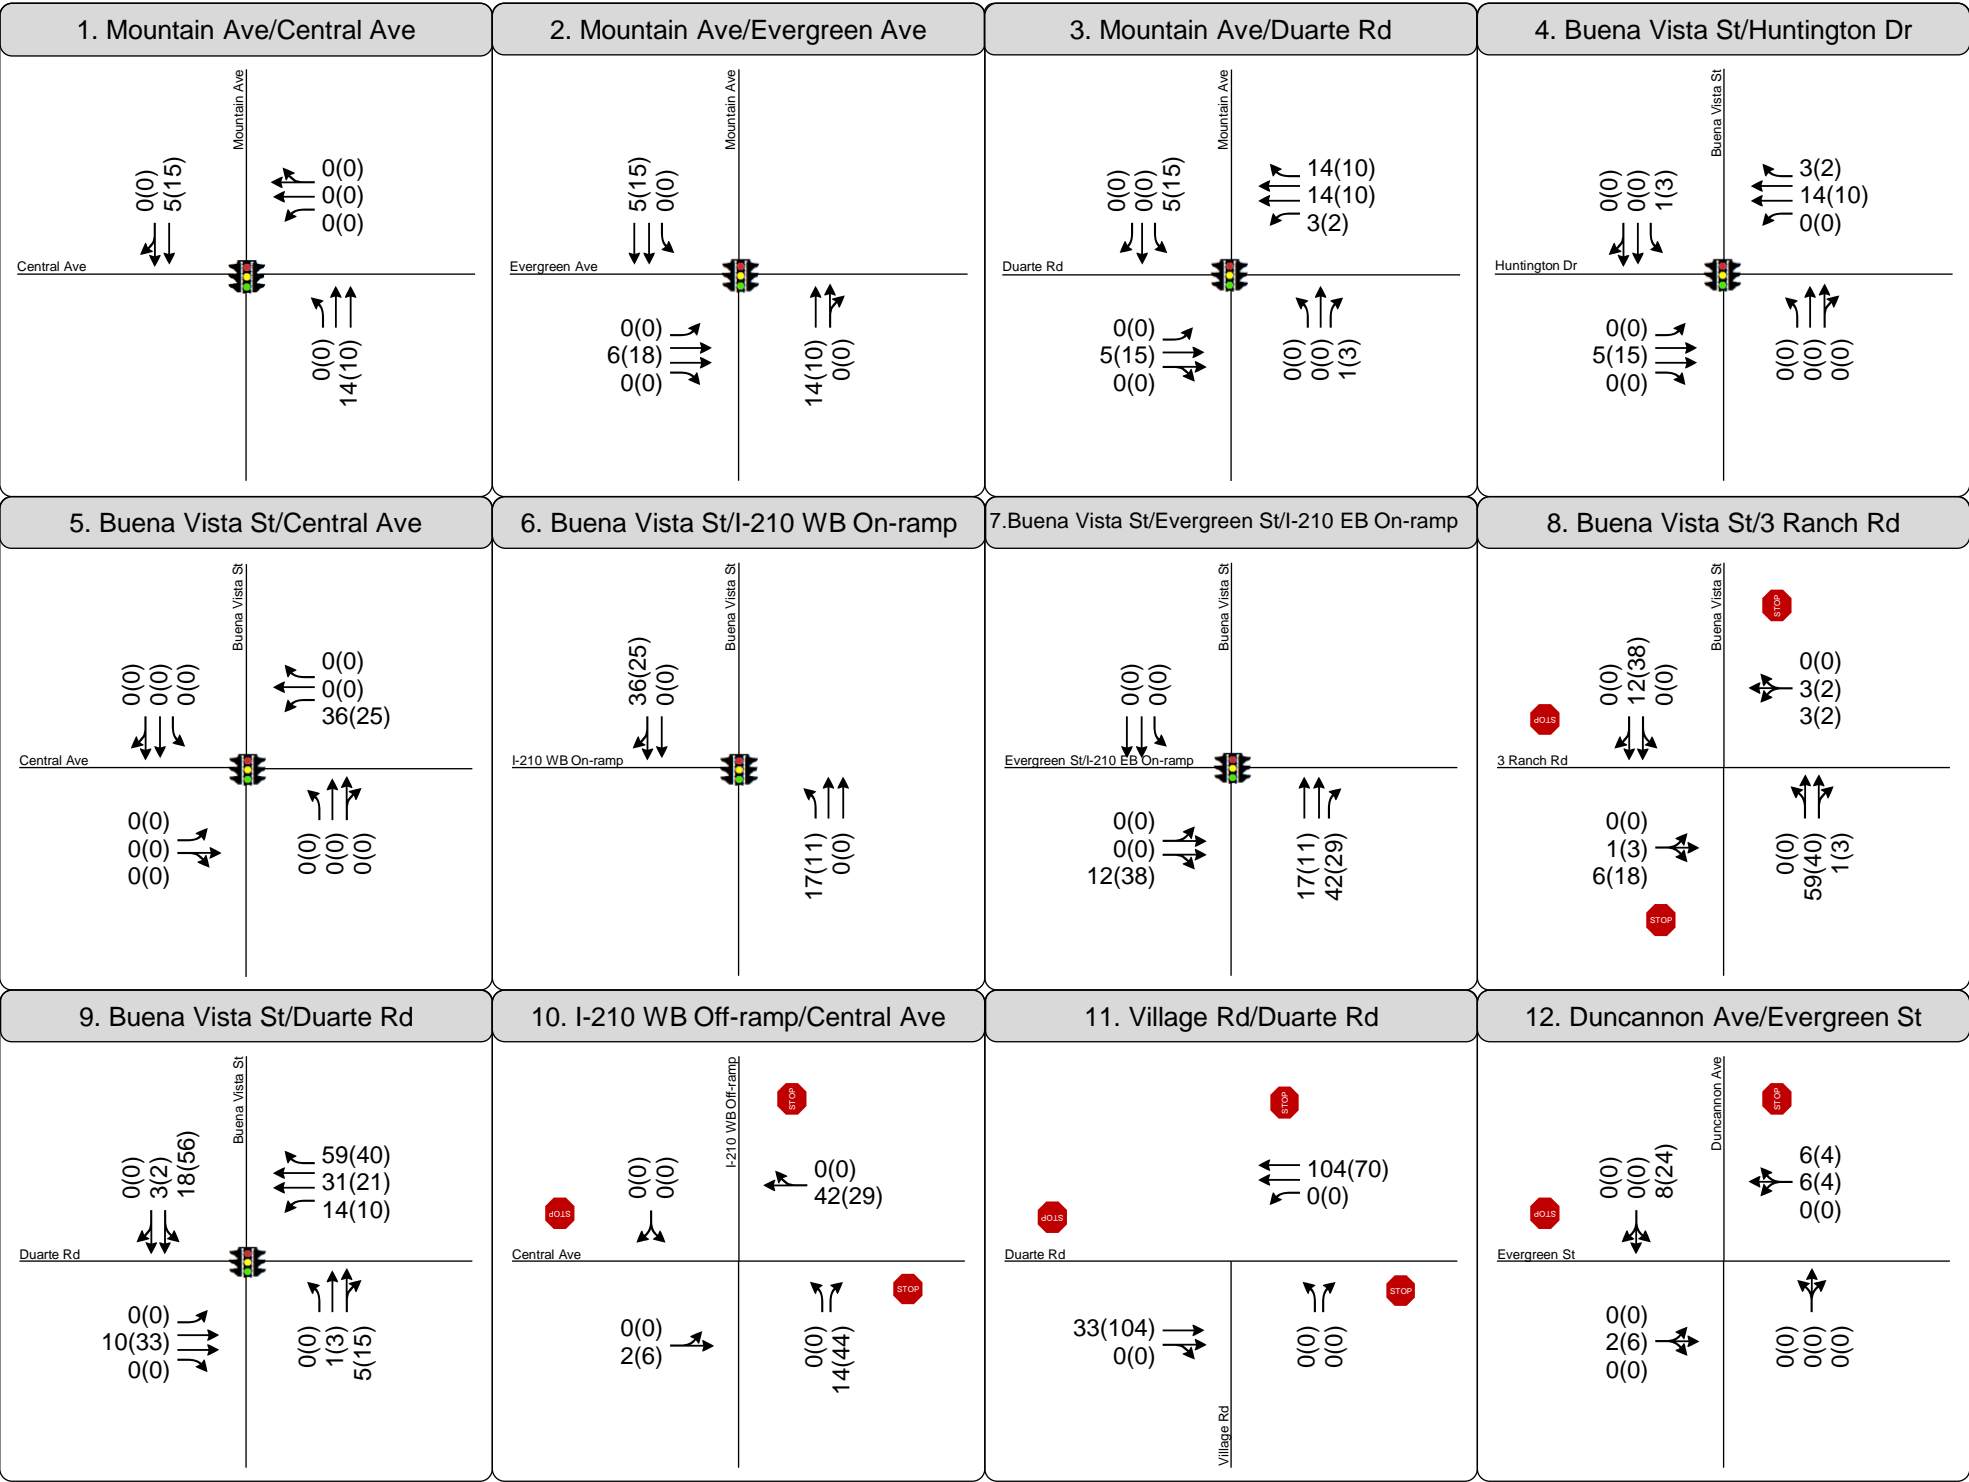 1. Mountain Ave/Central Ave
Mountain Ave
0(0)
5(15)
0(0)
0(0)
0(0)
Central Ave
0(0)
14(10)
2. Mountain Ave/Evergreen Ave
Mountain Ave
5(15)
0(0)
Evergreen Ave
0(0)
6(18)
0(0)
14(10)
0(0)
3. Mountain Ave/Duarte Rd
Mountain Ave
0(0)
0(0)
5(15)
14(10)
14(10)
3(2)
Duarte Rd
0(0)
5(15)
0(0)
0(0)
0(0)
1(3)
4. Buena Vista St/Huntington Dr
Buena Vista St
0(0)
0(0)
1(3)
3(2)
14(10)
0(0)
Huntington Dr
0(0)
5(15)
0(0)
0(0)
0(0)
0(0)
5. Buena Vista St/Central Ave
Buena Vista St
0(0)
0(0)
0(0)
0(0)
0(0)
36(25)
Central Ave
0(0)
0(0)
0(0)
0(0)
0(0)
0(0)
6. Buena Vista St/I-210 WB On-ramp
Buena Vista St
36(25)
0(0)
I-210 WB On-ramp
17(11)
0(0)
7.Buena Vista St/Evergreen St/I-210 EB On-ramp
Buena Vista St
0(0)
0(0)
Evergreen St/I-210 EB On-ramp
0(0)
0(0)
12(38)
17(11)
42(29)
8. Buena Vista St/3 Ranch Rd
Buena Vista St
STOP
0(0)
12(38)
0(0)
0(0)
3(2)
3(2)
STOP
3 Ranch Rd
0(0)
1(3)
6(18)
0(0)
59(40)
1(3)
STOP
9. Buena Vista St/Duarte Rd
Buena Vista St
0(0)
3(2)
18(56)
59(40)
31(21)
14(10)
Duarte Rd
0(0)
10(33)
0(0)
0(0)
1(3)
5(15)
10. I-210 WB Off-ramp/Central Ave
I-210 WB Off-ramp
STOP
0(0)
0(0)
0(0)
42(29)
STOP
Central Ave
STOP
0(0)
2(6)
0(0)
14(44)
11. Village Rd/Duarte Rd
STOP
104(70)
0(0)
STOP
Duarte Rd
STOP
33(104)
0(0)
0(0)
0(0)
Village Rd
12. Duncannon Ave/Evergreen St
Duncannon Ave
STOP
0(0)
0(0)
8(24)
6(4)
6(4)
0(0)
STOP
Evergreen St
0(0)
2(6)
0(0)
0(0)
0(0)
0(0)